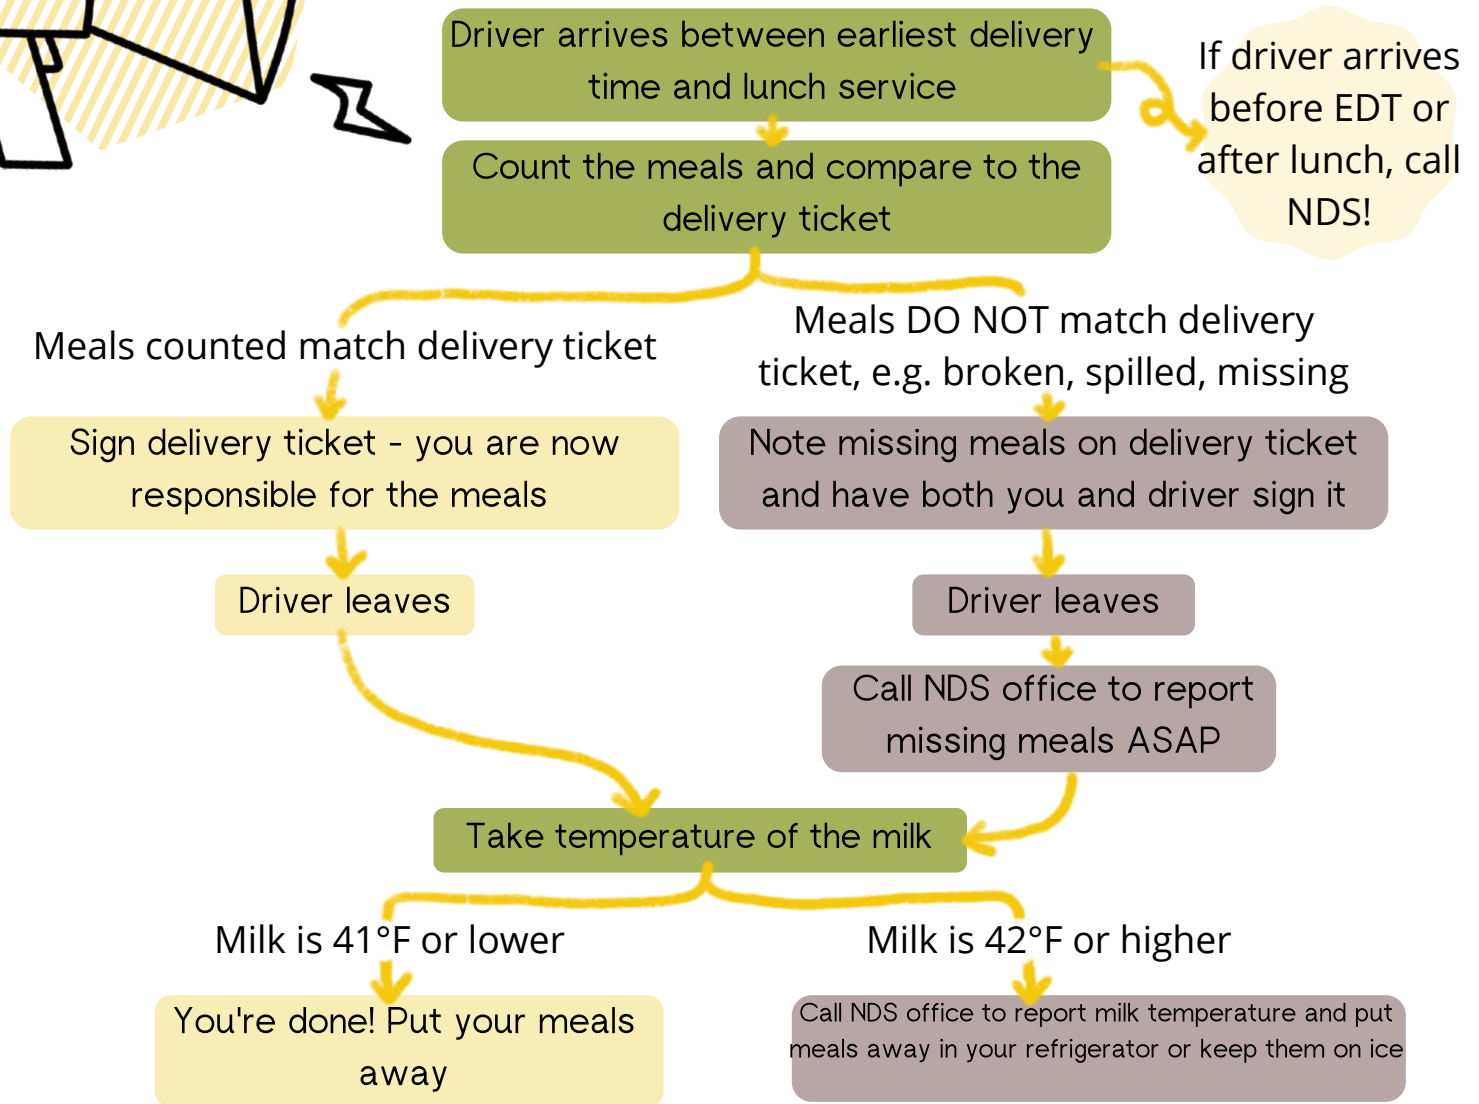 Driver arrives between earliest delivery
time and lunch service
If driver arrives
before EDT or
after lunch, call
NDS!
Count the meals and compare to the
delivery ticket
Meals counted match delivery ticket
Meals DO NOT match delivery
ticket, e.g. broken, spilled, missing
Sign delivery ticket - you are now
responsible for the meals
Note missing meals on delivery ticket
and have both you and driver sign it
Driver leaves
Driver leaves
Call NDS office to report
missing meals ASAP
Take temperature of the milk
Milk is 41°F or lower
Milk is 42°F or higher
You're done! Put your meals
away
Call NDS office to report milk temperature and put
meals away in your refrigerator or keep them on ice